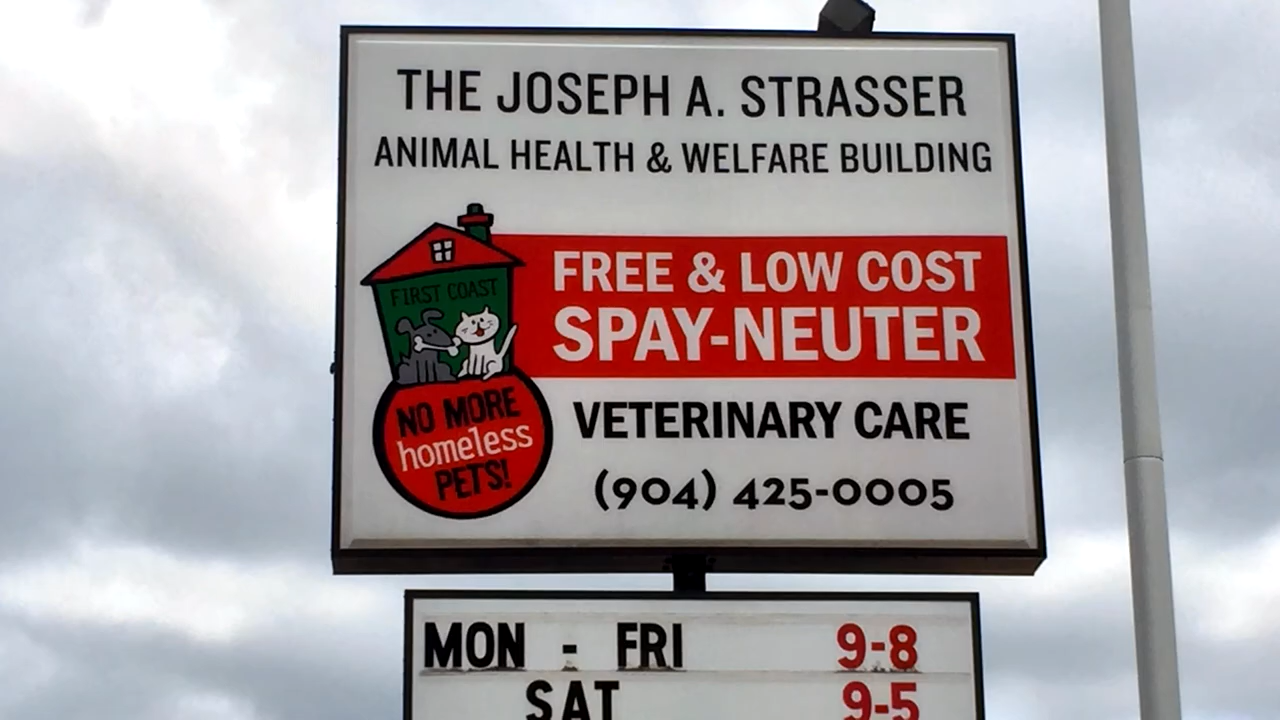 THE JOSEPH A. STRASSER
ANIMAL HEALTH & WELFARE BUILDING
FIRST COAST
NO MORE
homeless
PETS!
FREE & LOW COST
SPAY-NEUTER
VETERINARY CARE
(904) 425-0005
MON - FRI 9-8
SAT 9-5